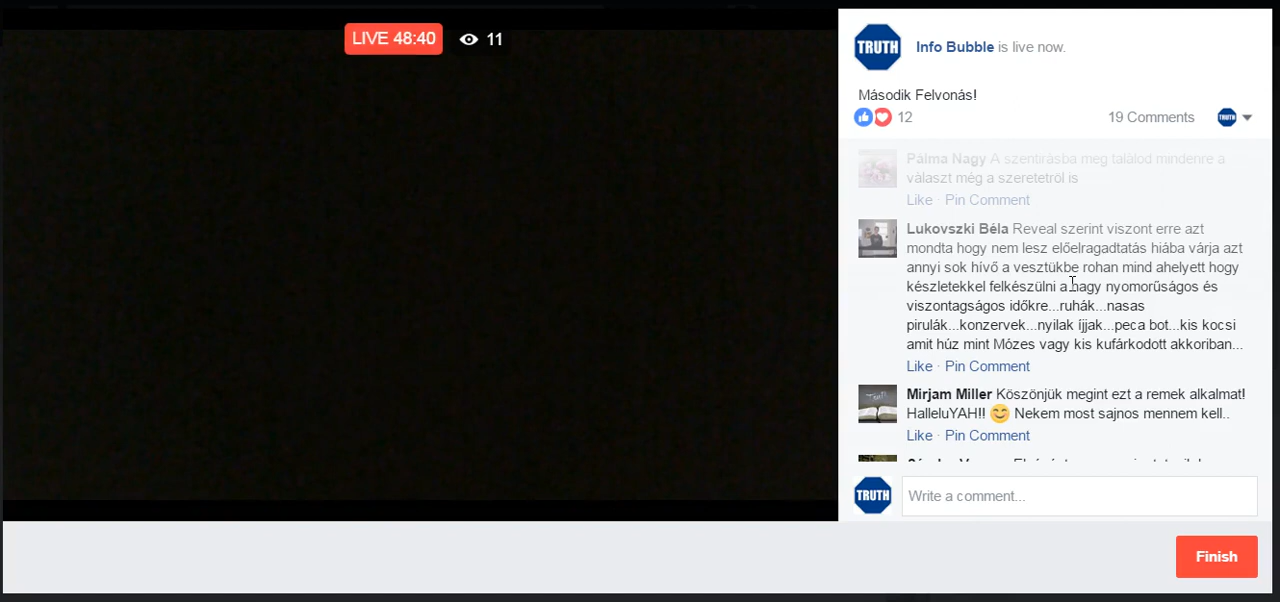 LIVE 48:40 11
TRUTH Info Bubble is live now.
Második Felvonás!
12 19 Comments TRUTH
Pálma Nagy A szentirásba meg találod mindenre a
választ még a szeretetröl is
Like · Pin Comment
Lukovszki Béla Reveal szerint viszont erre azt
mondta hogy nem lesz előelragadtatás hiába várja azt
annyi sok hívő a vesztükbe rohan mind ahelyett hogy
készletekkel felkészülni a nagy nyomorűságos és
viszontagságos időkre...ruhák...nasas
pirulák...konzervek...nyilak íjjak...peca bot...kis kocsi
amit húz mint Mózes vagy kis kufárkodott akkoriban...
Like · Pin Comment
Mirjam Miller Köszönjük megint ezt a remek alkalmat!
HalleluYAH!! 😊 Nekem most sajnos mennem kell..
Like · Pin Comment
TRUTH Write a comment...
Finish